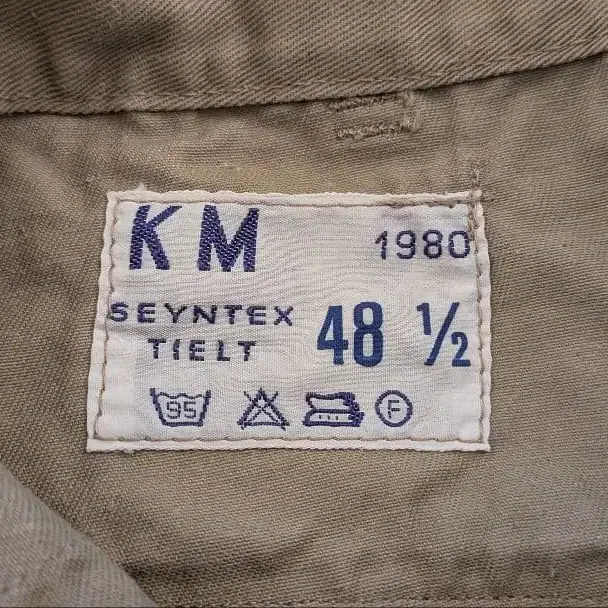 KM 1980
SEYNTEX
TIELT
48 ½
95 F